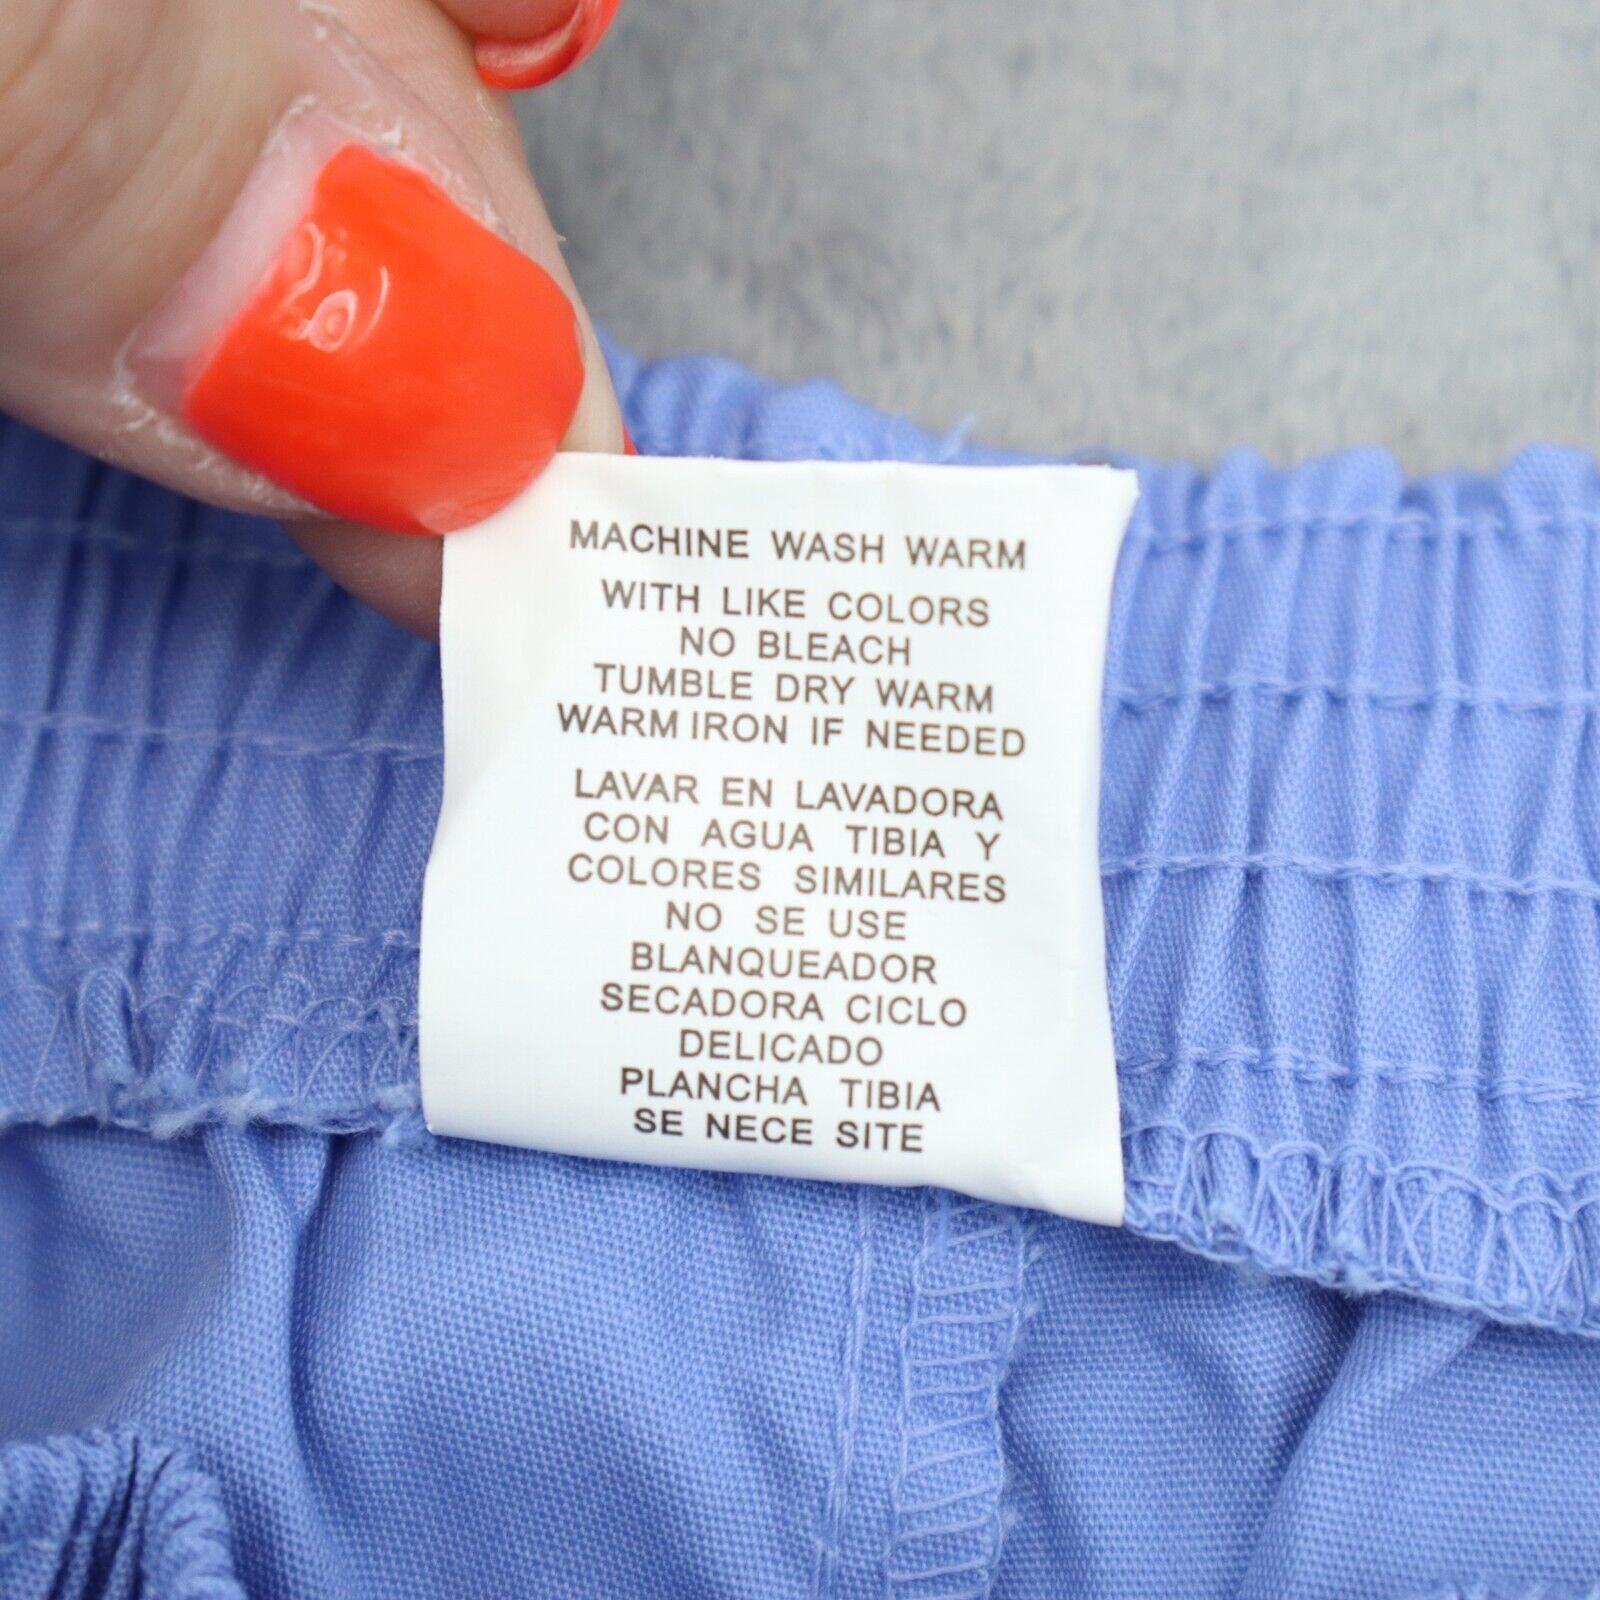 MACHINE WASH WARM
WITH LIKE COLORS
NO BLEACH
TUMBLE DRY WARM
WARM IRON IF NEEDED
LAVAR EN LAVADORA
CON AGUA TIBIA Y
COLORES SIMILARES
NO SE USE
BLANQUEADOR
SECADORA CICLO
DELICADO
PLANCHA TIBIA
SE NECE SITE